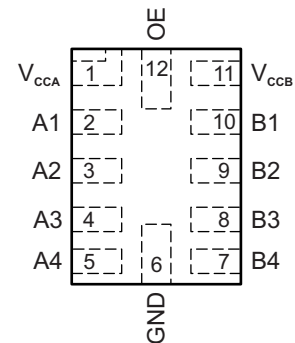 OE
VCCA 1 12 11 VCCB
A1 2 10 B1
A2 3 9 B2
A3 4 8 B3
A4 5 6 7 B4
GND